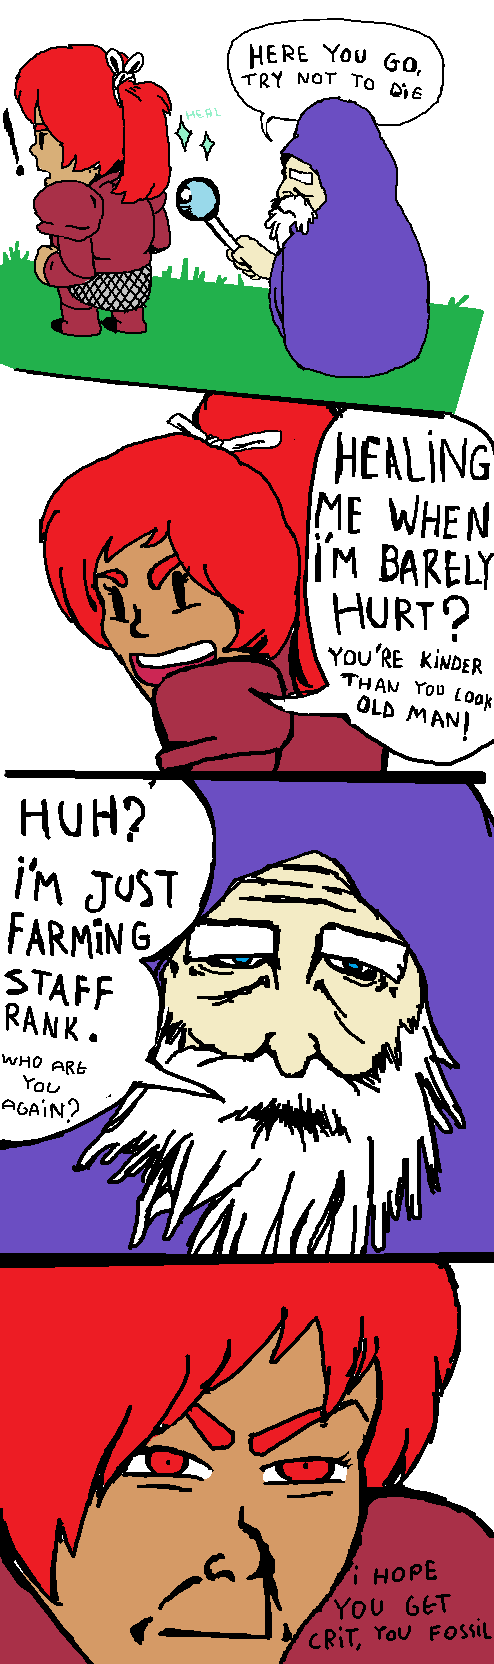 HERE YOU GO,
TRY NOT TO DiE
HEAL
!
HEALiNG
ME WHEN
i'M BARELY
HURT?
YOU'RE KiNDER
THAN YOU LOOK
OLD MAN!
HUH?
i'M JUST
FARMiNG
STAFF
RANK.
WHO ARE
YOU
AGAiN?
i HOPE
YOU GET
CRiT, YOU FOSSiL